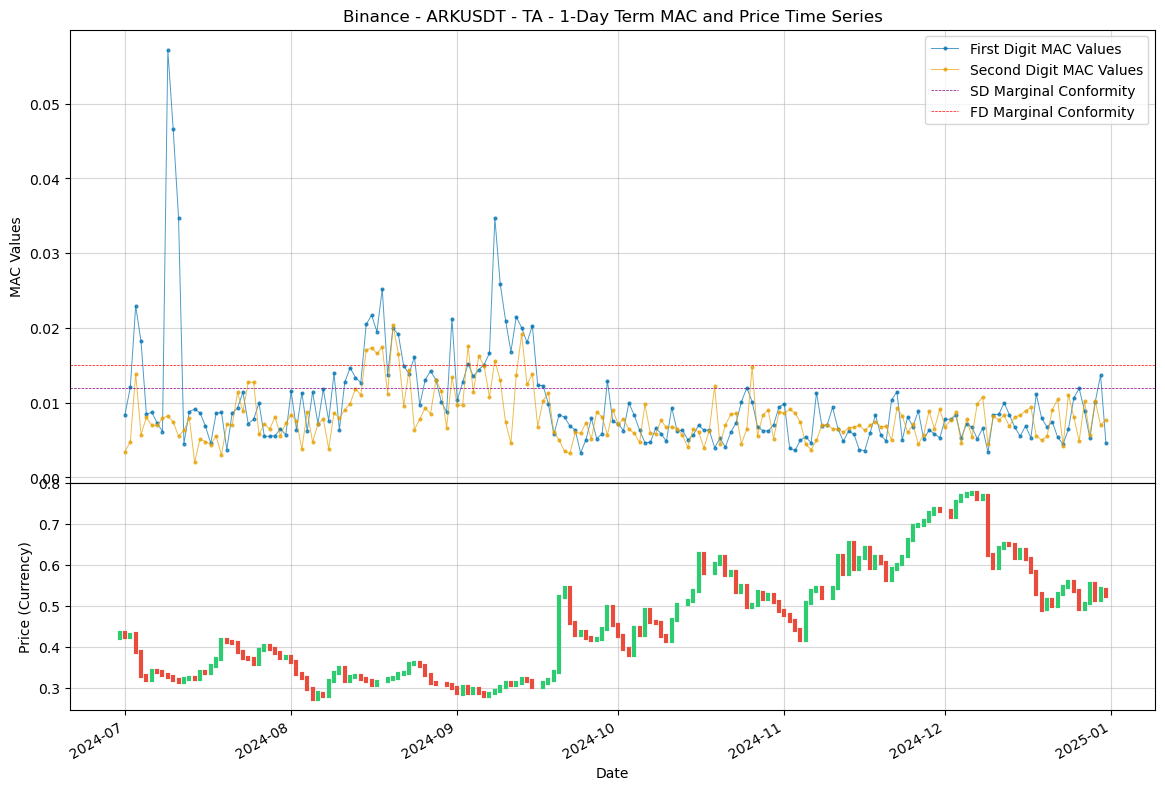 Binance - ARKUSDT - TA - 1-Day Term MAC and Price Time Series
First Digit MAC Values
Second Digit MAC Values
SD Marginal Conformity
FD Marginal Conformity
MAC Values
0.05
0.04
0.03
0.02
0.01
0.00
Price (Currency)
0.8
0.7
0.6
0.5
0.4
0.3
2024-07
2024-08
2024-09
2024-10
2024-11
2024-12
2025-01
Date